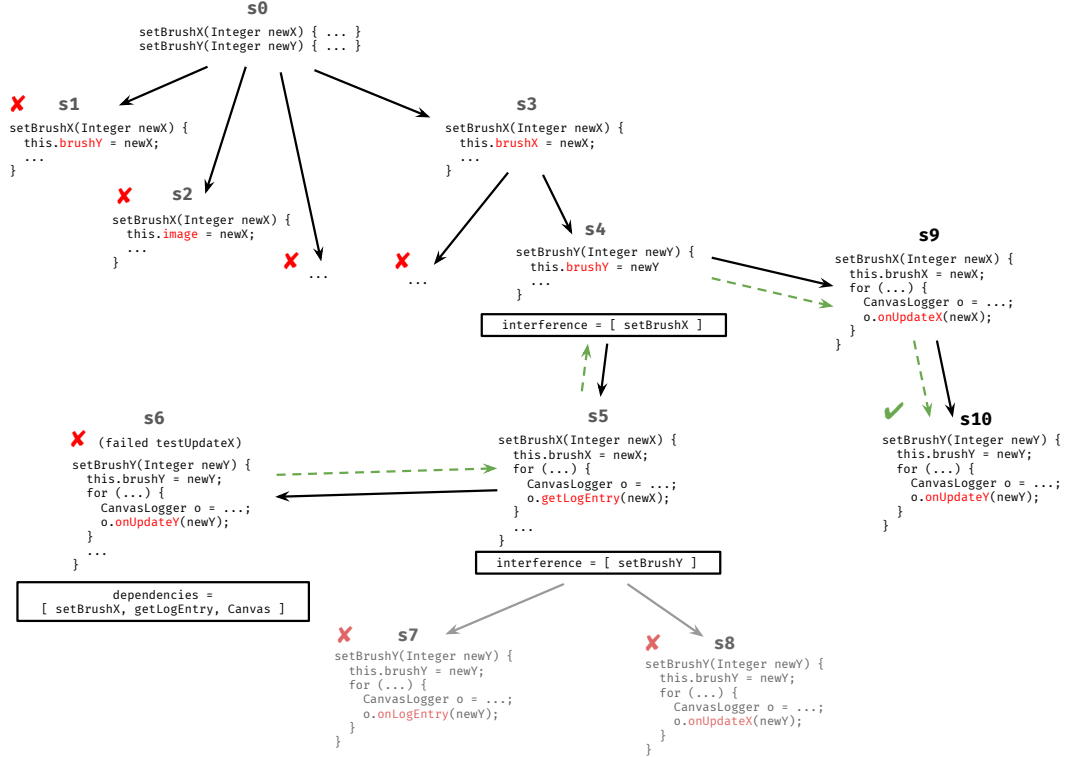 s0
setBrushX(Integer newX) { ... }
setBrushY(Integer newY) { ... }
s1
setBrushX(Integer newX) {
this.brushY = newX;
...
}
s2
setBrushX(Integer newX) {
this.image = newX;
...
}
...
s3
setBrushX(Integer newX) {
this.brushX = newX;
...
}
...
s4
setBrushY(Integer newY) {
this.brushY = newY
...
}
interference = [ setBrushX ]
s9
setBrushX(Integer newX) {
this.brushX = newX;
for (...) {
CanvasLogger o = ...;
o.onUpdateX(newX);
}
}
s6
(failed testUpdateX)
setBrushY(Integer newY) {
this.brushY = newY;
for (...) {
CanvasLogger o = ...;
o.onUpdateY(newY);
}
...
}
dependencies =
[ setBrushX, getLogEntry, Canvas ]
s5
setBrushX(Integer newX) {
this.brushX = newX;
for (...) {
CanvasLogger o = ...;
o.getLogEntry(newX);
}
...
}
interference = [ setBrushY ]
s10
setBrushY(Integer newY) {
this.brushY = newY;
for (...) {
CanvasLogger o = ...;
o.onUpdateY(newY);
}
}
s7
setBrushY(Integer newY) {
this.brushY = newY;
for (...) {
CanvasLogger o = ...;
o.onLogEntry(newY);
}
}
s8
setBrushY(Integer newY) {
this.brushY = newY;
for (...) {
CanvasLogger o = ...;
o.onUpdateX(newY);
}
}